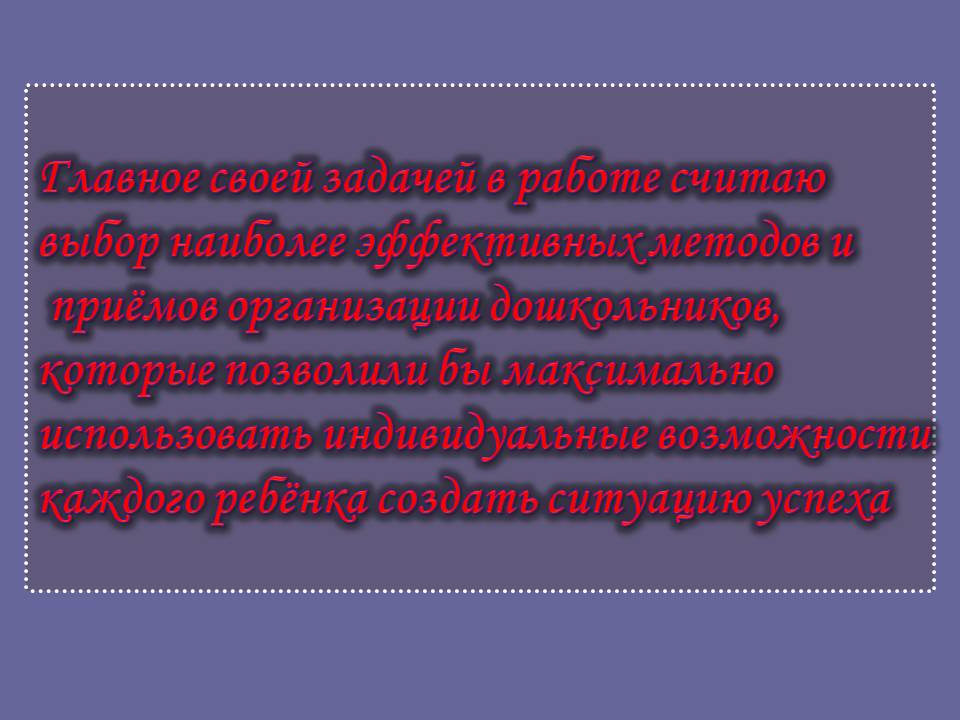 Главное своей задачей в работе считаю
выбор наиболее эффективных методов и
приёмов организации дошкольников,
которые позволили бы максимально
использовать индивидуальные возможности
каждого ребёнка создать ситуацию успеха